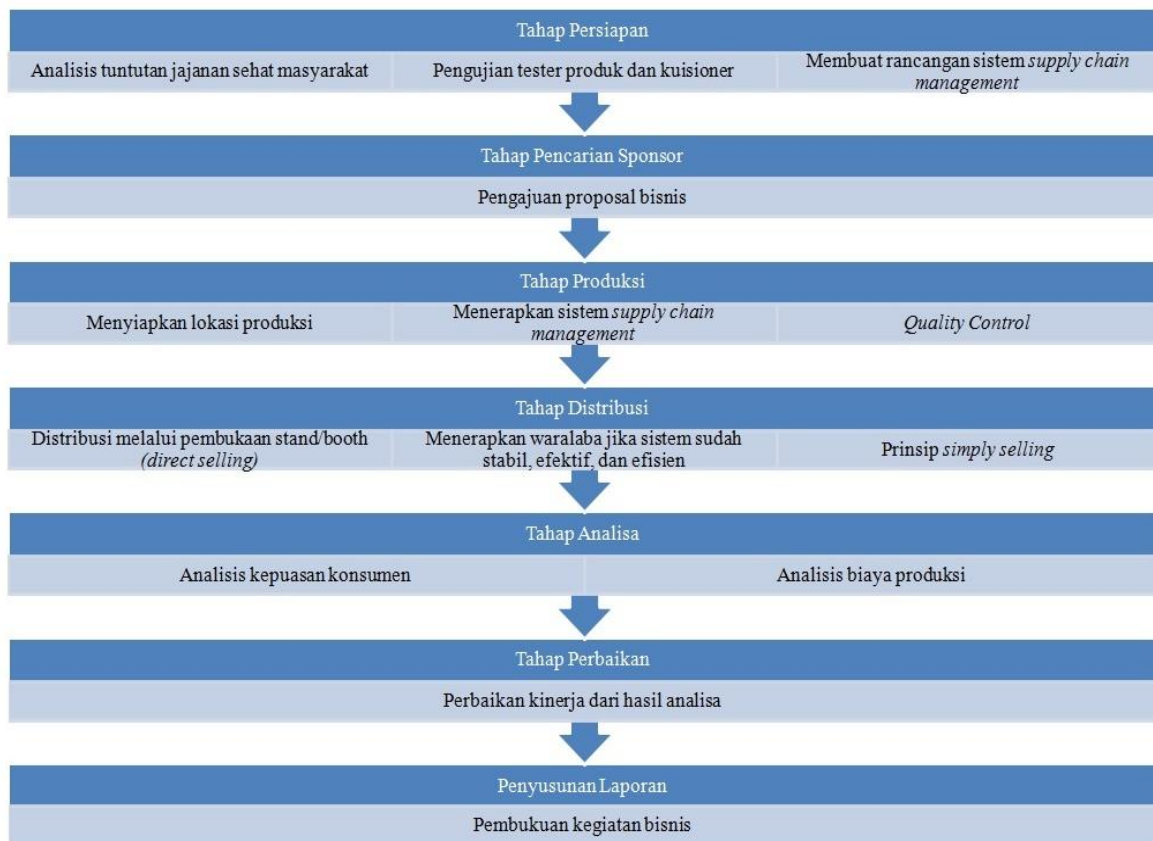 Tahap Persiapan
Analisis tuntutan jajanan sehat masyarakat
Pengujian tester produk dan kuisioner
Membuat rancangan sistem supply chain
management
Tahap Pencarian Sponsor
Pengajuan proposal bisnis
Tahap Produksi
Menyiapkan lokasi produksi
Menerapkan sistem supply chain
management
Quality Control
Tahap Distribusi
Distribusi melalui pembukaan stand/booth
(direct selling)
Menerapkan waralaba jika sistem sudah
stabil, efektif, dan efisien
Prinsip simply selling
Tahap Analisa
Analisis kepuasan konsumen
Analisis biaya produksi
Tahap Perbaikan
Perbaikan kinerja dari hasil analisa
Penyusunan Laporan
Pembukuan kegiatan bisnis